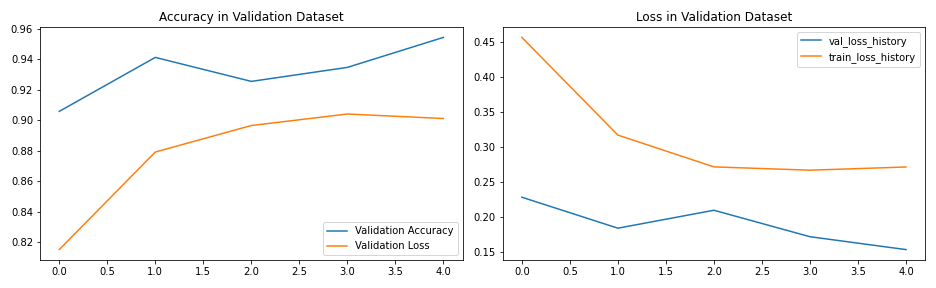 Accuracy in Validation Dataset
0.96
0.94
0.92
0.90
0.88
0.86
0.84
0.82
0.0 0.5 1.0 1.5 2.0 2.5 3.0 3.5 4.0
Validation Accuracy
Validation Loss
Loss in Validation Dataset
0.45
0.40
0.35
0.30
0.25
0.20
0.15
0.0 0.5 1.0 1.5 2.0 2.5 3.0 3.5 4.0
val_loss_history
train_loss_history